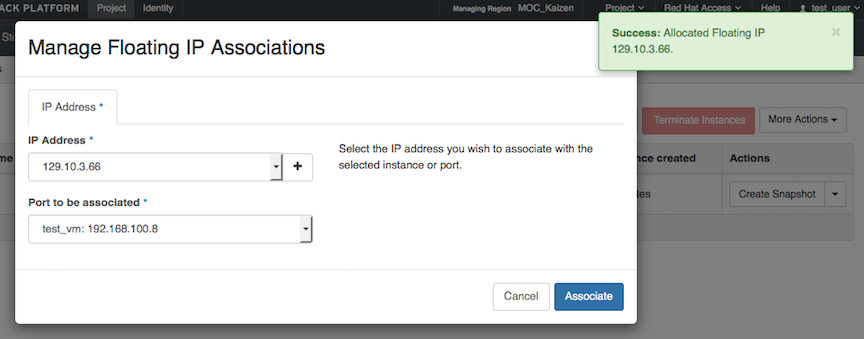 ACK PLATFORM Project Identity Managing Region MOC_Kaizen Project Red Hat Access Help test_user
Success: Allocated Floating IP
129.10.3.66.
×
Manage Floating IP Associations
IP Address *
IP Address *
129.10.3.66
+
Select the IP address you wish to associate with the
selected instance or port.
Port to be associated *
test_vm: 192.168.100.8
Cancel Associate
Terminate Instances More Actions
me nce created Actions
tes Create Snapshot